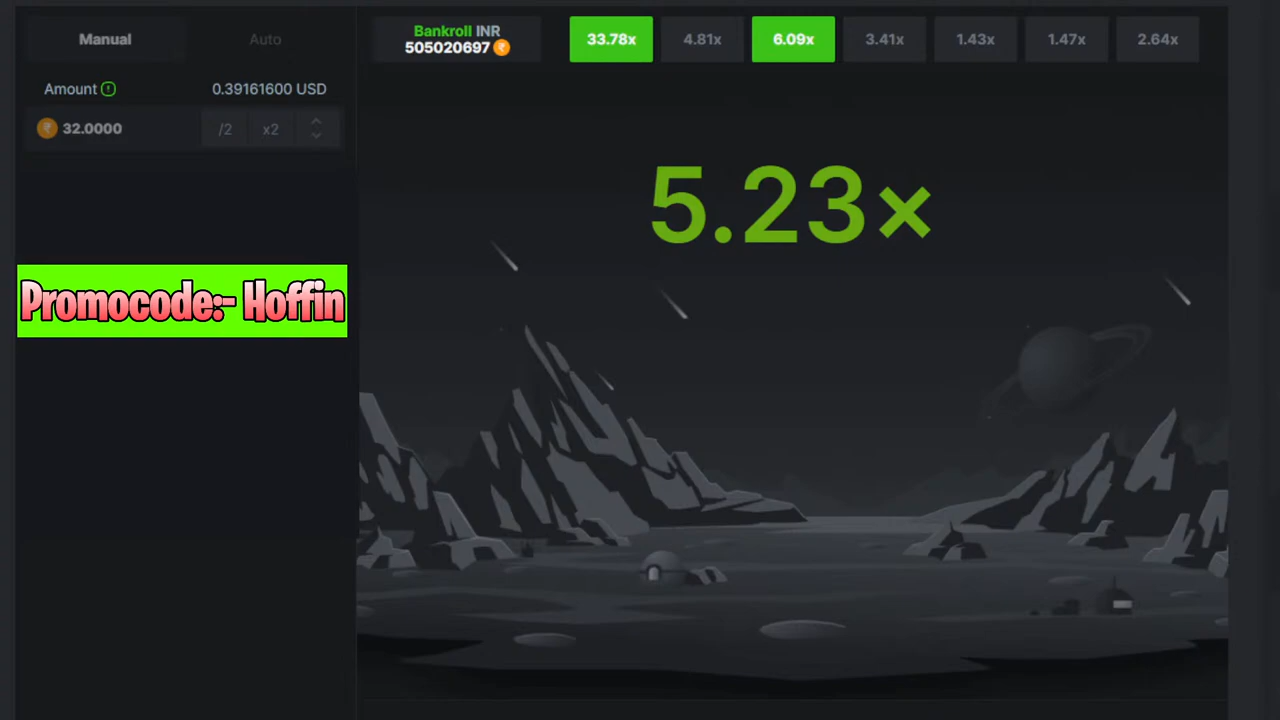 Manual Auto
Bankroll INR
505020697
33.78x 4.81x 6.09x 3.41x 1.43x 1.47x 2.64x
Amount 0.39161600 USD
32.0000 /2 x2
5.23×
Promocode:- Hoffin